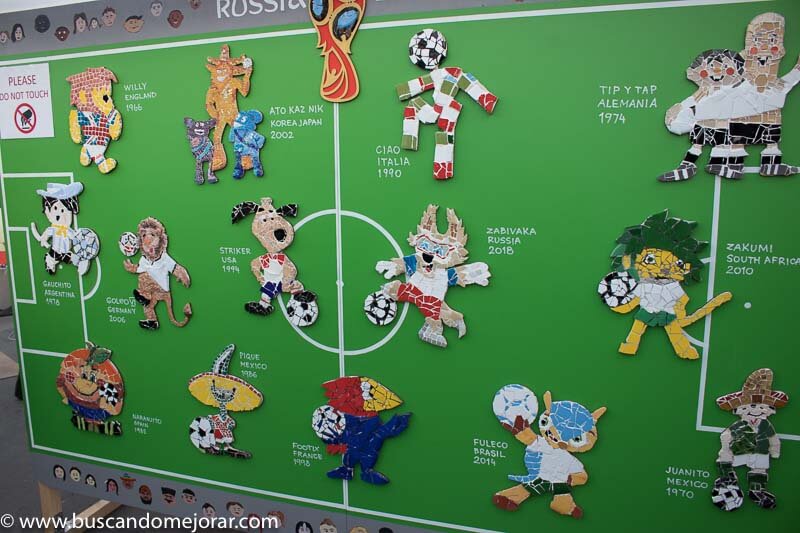 RUSSIA
PLEASE
DO NOT TOUCH
WILLY
ENGLAND
1966
ATO KAZ NIK
KOREA JAPAN
2002
CIAO
ITALIA
1990
TIP Y TAP
ALEMANIA
1974
GAUCHITO
ARGENTINA
1978
GOLEO VI
GERMANY
2006
STRIKER
USA
1994
ZABIVAKA
RUSSIA
2018
ZAKUMI
SOUTH AFRICA
2010
NARANJITO
SPAIN
1982
PIQUE
MEXICO
1986
FOOTIX
FRANCE
1998
FULECO
BRASIL
2014
JUANITO
MEXICO
1970
© www.buscandomejorar.com